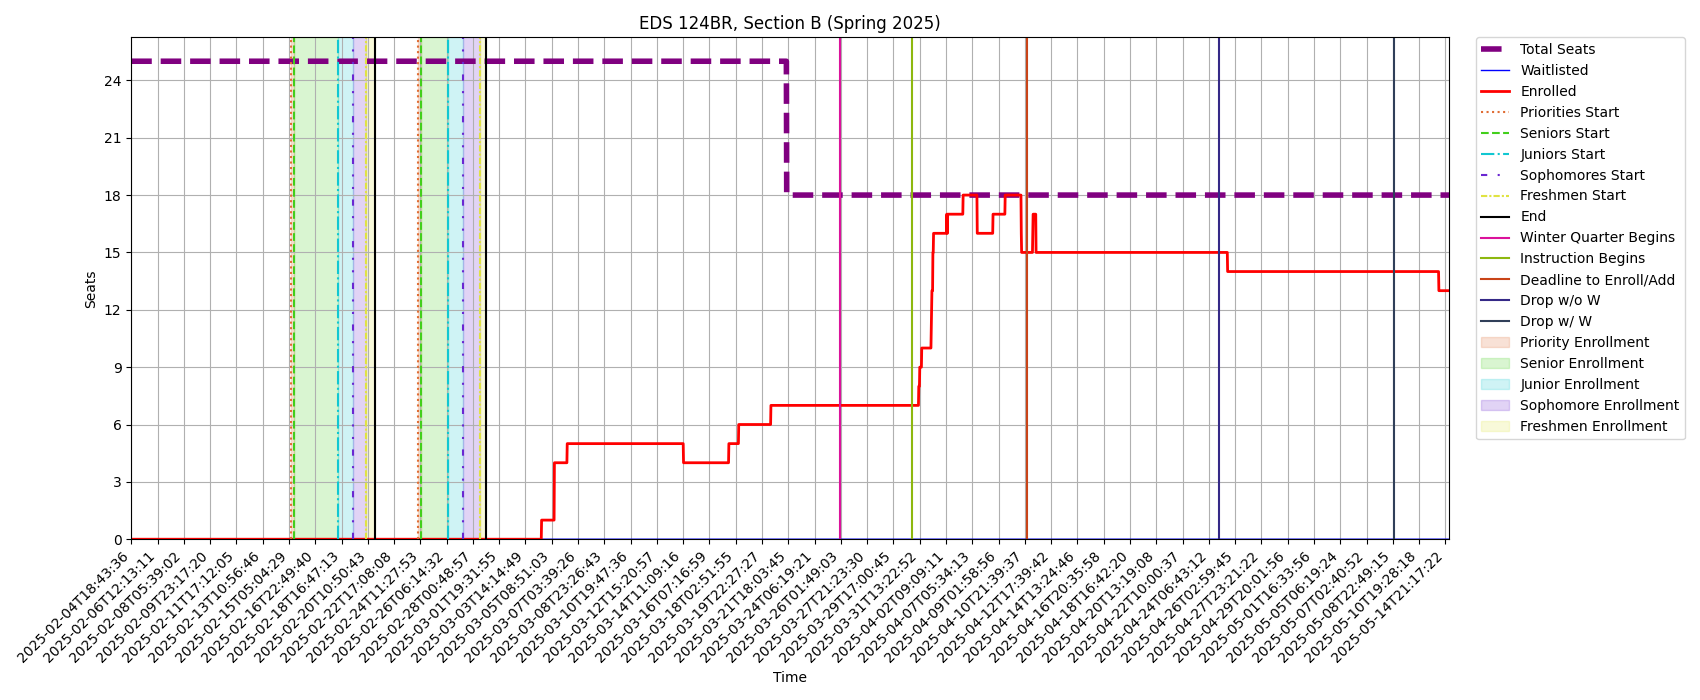 EDS 124BR, Section B (Spring 2025)
Seats
24
21
18
15
12
9
6
3
0
2025-02-04T18:43:36
2025-02-06T12:13:11
2025-02-08T05:39:02
2025-02-09T23:17:20
2025-02-11T17:12:05
2025-02-13T10:56:46
2025-02-15T05:04:29
2025-02-16T22:49:40
2025-02-18T16:47:13
2025-02-20T10:50:43
2025-02-22T17:08:08
2025-02-24T11:27:53
2025-02-26T06:14:32
2025-02-28T00:48:57
2025-03-01T19:31:55
2025-03-03T14:14:49
2025-03-05T08:51:03
2025-03-07T03:39:26
2025-03-08T23:26:43
2025-03-10T19:47:36
2025-03-12T15:20:57
2025-03-14T11:09:16
2025-03-16T07:16:59
2025-03-18T02:51:55
2025-03-19T22:27:27
2025-03-21T18:03:45
2025-03-24T06:19:21
2025-03-26T01:49:03
2025-03-27T21:23:30
2025-03-29T17:00:45
2025-03-31T13:22:52
2025-04-02T09:09:11
2025-04-07T05:34:13
2025-04-09T01:58:56
2025-04-10T21:39:37
2025-04-12T17:39:42
2025-04-14T13:24:46
2025-04-16T20:35:58
2025-04-18T16:42:20
2025-04-20T13:19:08
2025-04-22T10:00:37
2025-04-24T06:43:12
2025-04-26T02:59:45
2025-04-27T23:21:22
2025-04-29T20:01:56
2025-05-01T16:33:56
2025-05-05T06:19:24
2025-05-07T02:40:52
2025-05-08T22:49:15
2025-05-10T19:28:18
2025-05-14T21:17:22
Time
Total Seats
Waitlisted
Enrolled
Priorities Start
Seniors Start
Juniors Start
Sophomores Start
Freshmen Start
End
Winter Quarter Begins
Instruction Begins
Deadline to Enroll/Add
Drop w/o W
Drop w/ W
Priority Enrollment
Senior Enrollment
Junior Enrollment
Sophomore Enrollment
Freshmen Enrollment